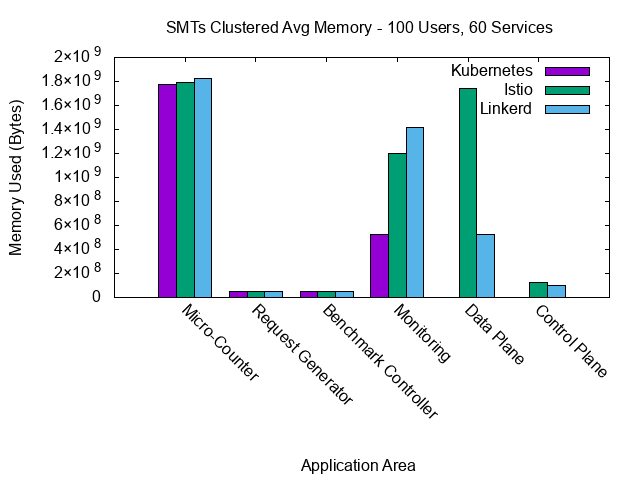 SMTs Clustered Avg Memory - 100 Users, 60 Services
Memory Used (Bytes)
2×10^9
1.8×10^9
1.6×10^9
1.4×10^9
1.2×10^9
1×10^9
8×10^8
6×10^8
4×10^8
2×10^8
0
Kubernetes
Istio
Linkerd
Micro-Counter
Request Generator
Benchmark Controller
Monitoring
Data Plane
Control Plane
Application Area